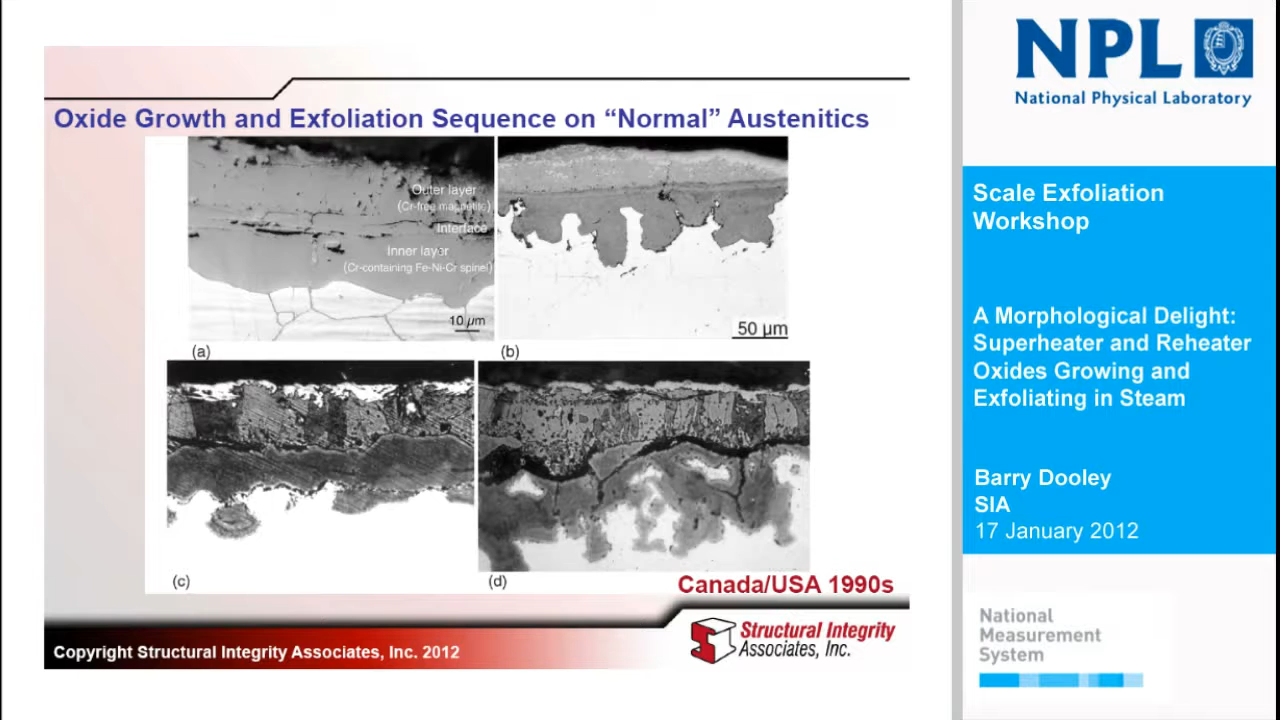 Oxide Growth and Exfoliation Sequence on “Normal” Austenitics
Outer layer
(Cr-free magnetite)
Interface
Inner layer
(Cr-containing Fe-Ni-Cr spinel)
10 µm
(a)
50 µm
(b)
(c)
(d)
Canada/USA 1990s
Copyright Structural Integrity Associates, Inc. 2012
Structural Integrity
Associates, Inc.
NPL
National Physical Laboratory
Scale Exfoliation
Workshop
A Morphological Delight:
Superheater and Reheater
Oxides Growing and
Exfoliating in Steam
Barry Dooley
SIA
17 January 2012
National
Measurement
System